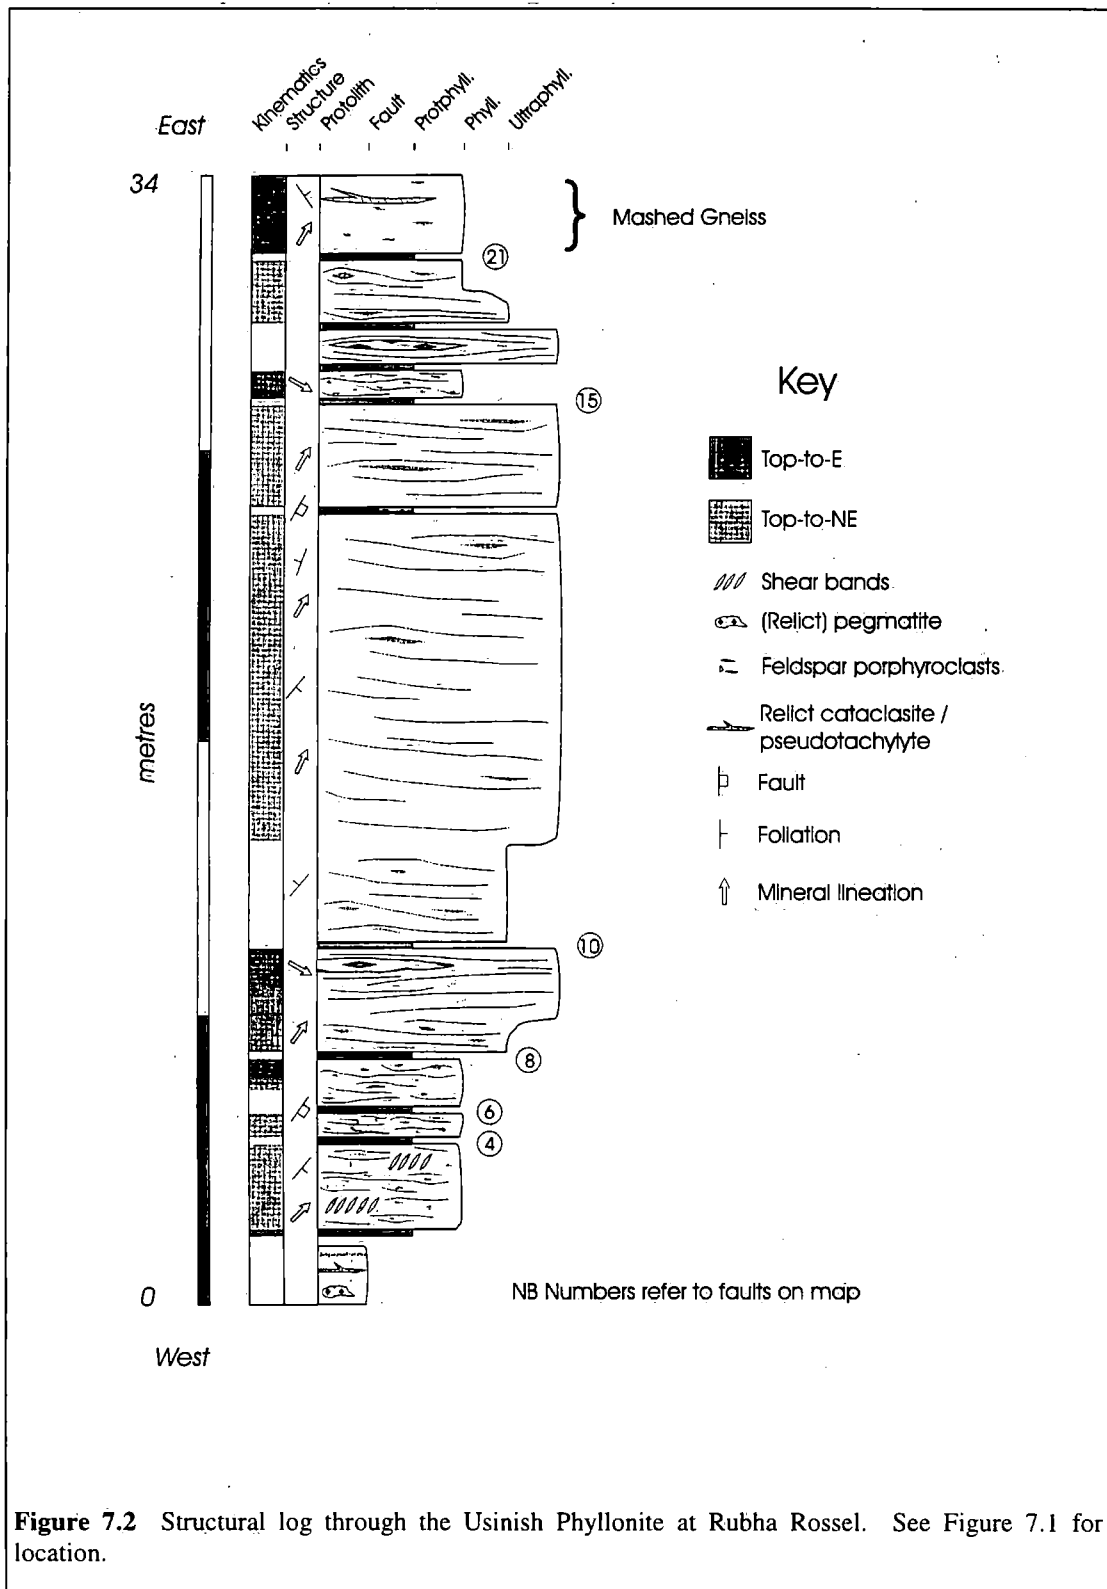 Kinematics
Structure
Protolith
Fault
Protphyll.
Phyll.
Ultraphyll.
East
34
Mashed Gneiss
21
15
Key
Top-to-E
Top-to-NE
Shear bands
(Relict) pegmatite
Feldspar porphyroclasts
Relict cataclasite /
pseudotachylyte
Fault
Foliation
Mineral lineation
metres
10
8
6
4
0
NB Numbers refer to faults on map
West
Figure 7.2 Structural log through the Usinish Phyllonite at Rubha Rossel. See Figure 7.1 for
location.